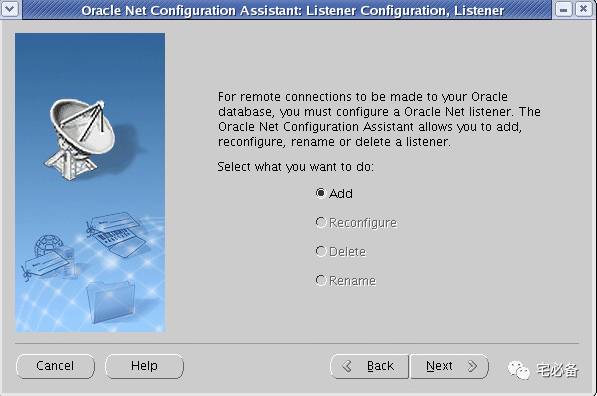 Oracle Net Configuration Assistant: Listener Configuration, Listener
For remote connections to be made to your Oracle
database, you must configure a Oracle Net listener. The
Oracle Net Configuration Assistant allows you to add,
reconfigure, rename or delete a listener.
Select what you want to do:
Add
Reconfigure
Delete
Rename
Cancel
Help
Back
Next
宅必备